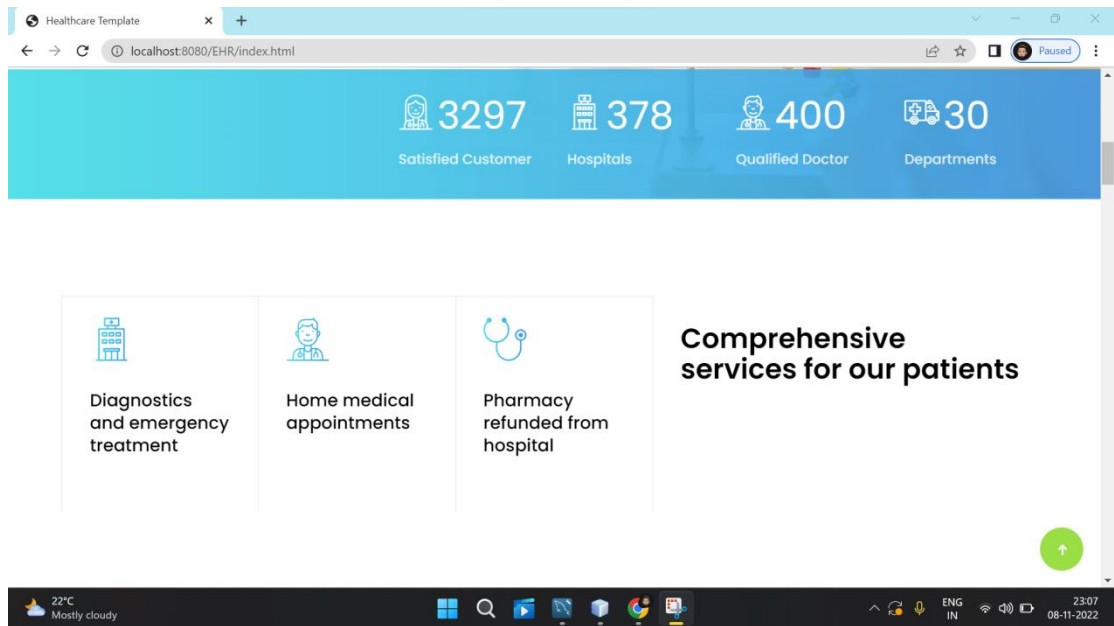 Healthcare Template
localhost:8080/EHR/index.html
Paused
3297
378
400
30
Satisfied Customer
Hospitals
Qualified Doctor
Departments
Comprehensive
services for our patients
Diagnostics
and emergency
treatment
Home medical
appointments
Pharmacy
refunded from
hospital
22°C
Mostly cloudy
ENG
IN
23:07
08-11-2022